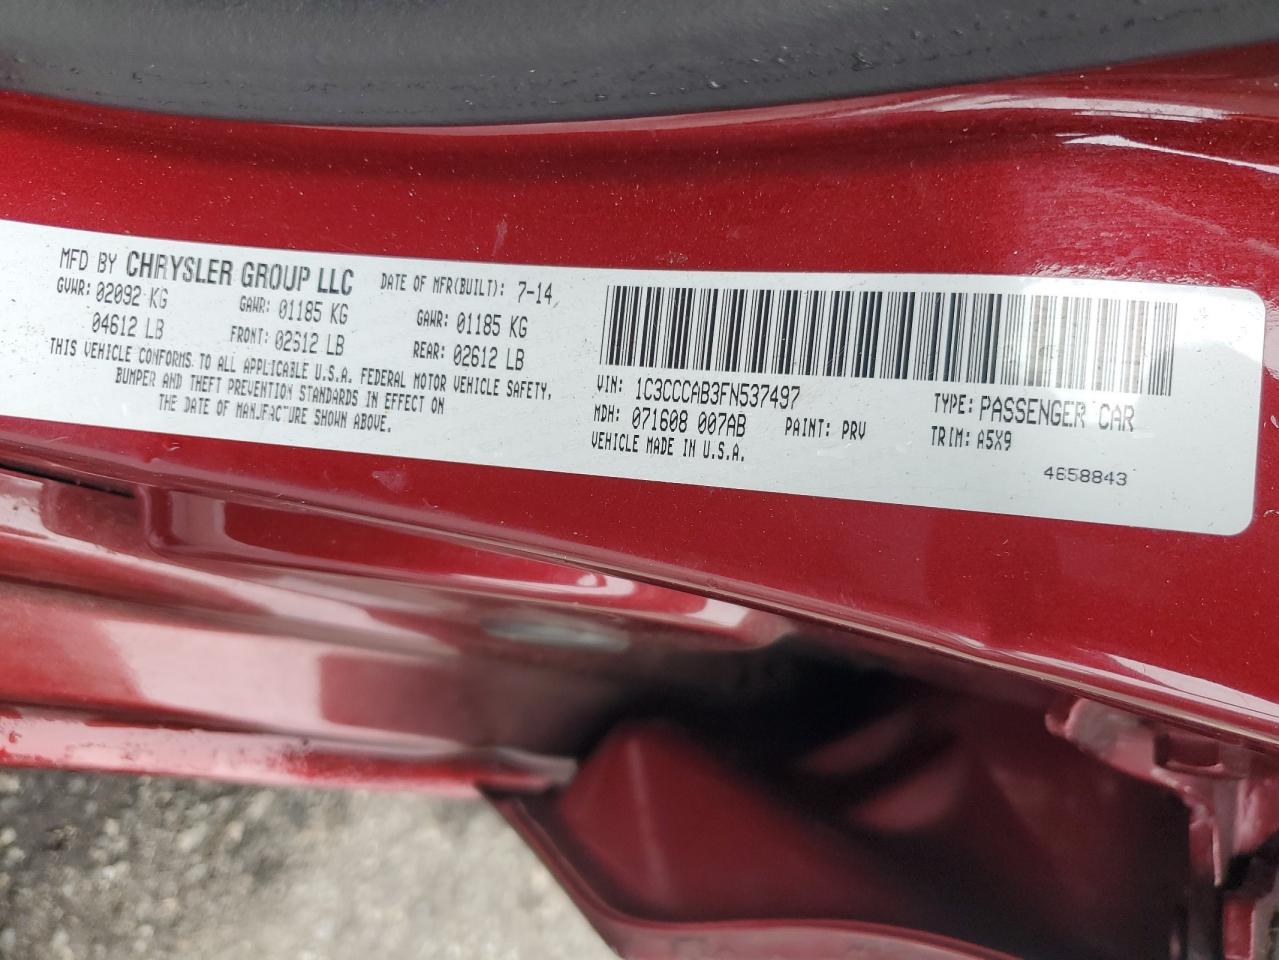 MFD BY CHRYSLER GROUP LLC DATE OF MFR(BUILT): 7-14
GVWR: 02092 KG GAWR: 01185 KG GAWR: 01185 KG
04612 LB FRONT: 02612 LB REAR: 02612 LB
THIS VEHICLE CONFORMS TO ALL APPLICABLE U.S.A. FEDERAL MOTOR VEHICLE SAFETY,
BUMPER AND THEFT PREVENTION STANDARDS IN EFFECT ON
THE DATE OF MANUFACTURE SHOWN ABOVE.
VIN: 1C3CCCAB3FN537497 TYPE: PASSENGER CAR
MDH: 071608 007AB PAINT: PRV TRIM: A5X9
VEHICLE MADE IN U.S.A.
4658843